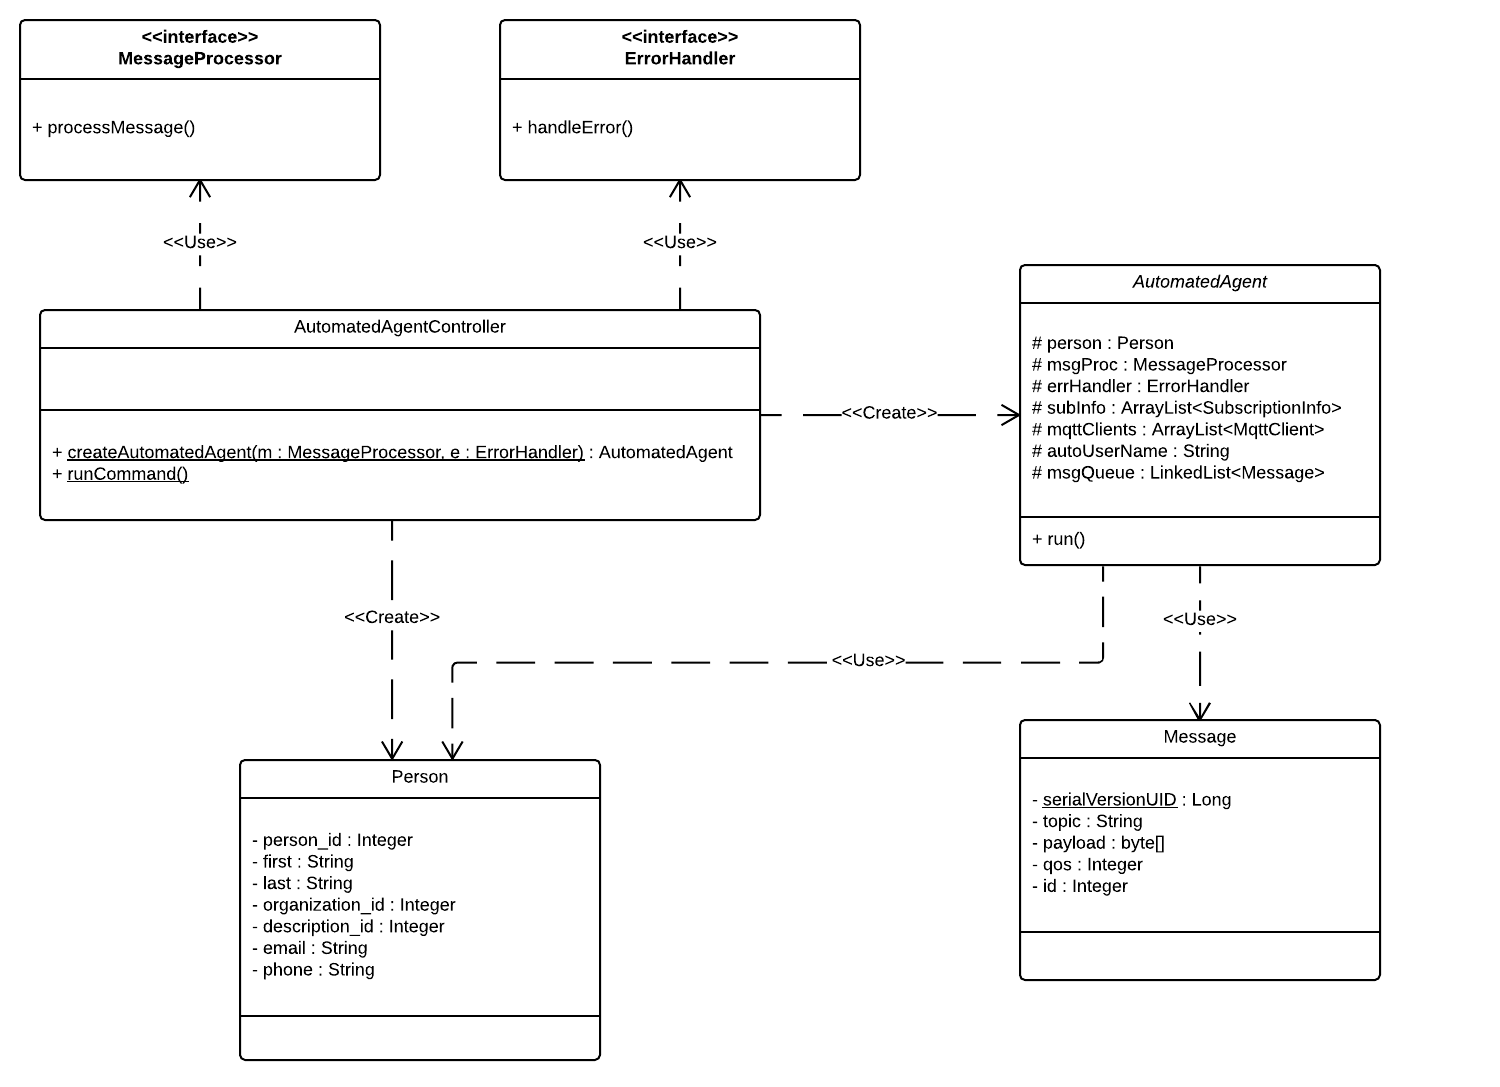 <<interface>>
MessageProcessor
+ processMessage()
<<interface>>
ErrorHandler
+ handleError()
<<Use>>
<<Use>>
AutomatedAgentController
+ createAutomatedAgent(m : MessageProcessor, e : ErrorHandler) : AutomatedAgent
+ runCommand()
<<Create>>
AutomatedAgent
# person : Person
# msgProc : MessageProcessor
# errHandler : ErrorHandler
# subInfo : ArrayList<SubscriptionInfo>
# mqttClients : ArrayList<MqttClient>
# autoUserName : String
# msgQueue : LinkedList<Message>
+ run()
<<Create>>
<<Use>>
<<Use>>
Person
- person_id : Integer
- first : String
- last : String
- organization_id : Integer
- description_id : Integer
- email : String
- phone : String
Message
- serialVersionUID : Long
- topic : String
- payload : byte[]
- qos : Integer
- id : Integer